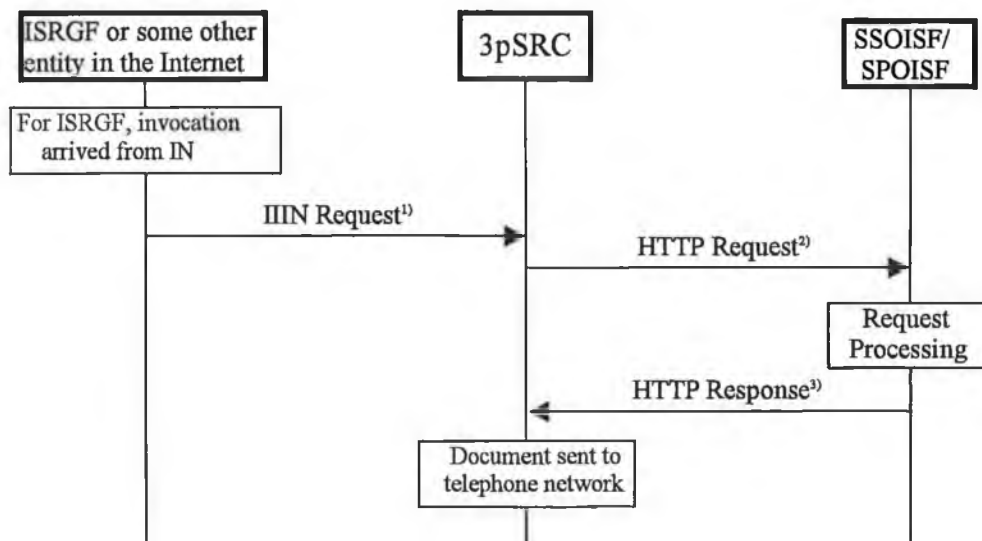 ISRGF or some other
entity in the Internet
3pSRC
SSOISF/
SPOISF
For ISRGF, invocation
arrived from IN
IIIN Request¹⁾
HTTP Request²⁾
Request
Processing
HTTP Response³⁾
Document sent to
telephone network